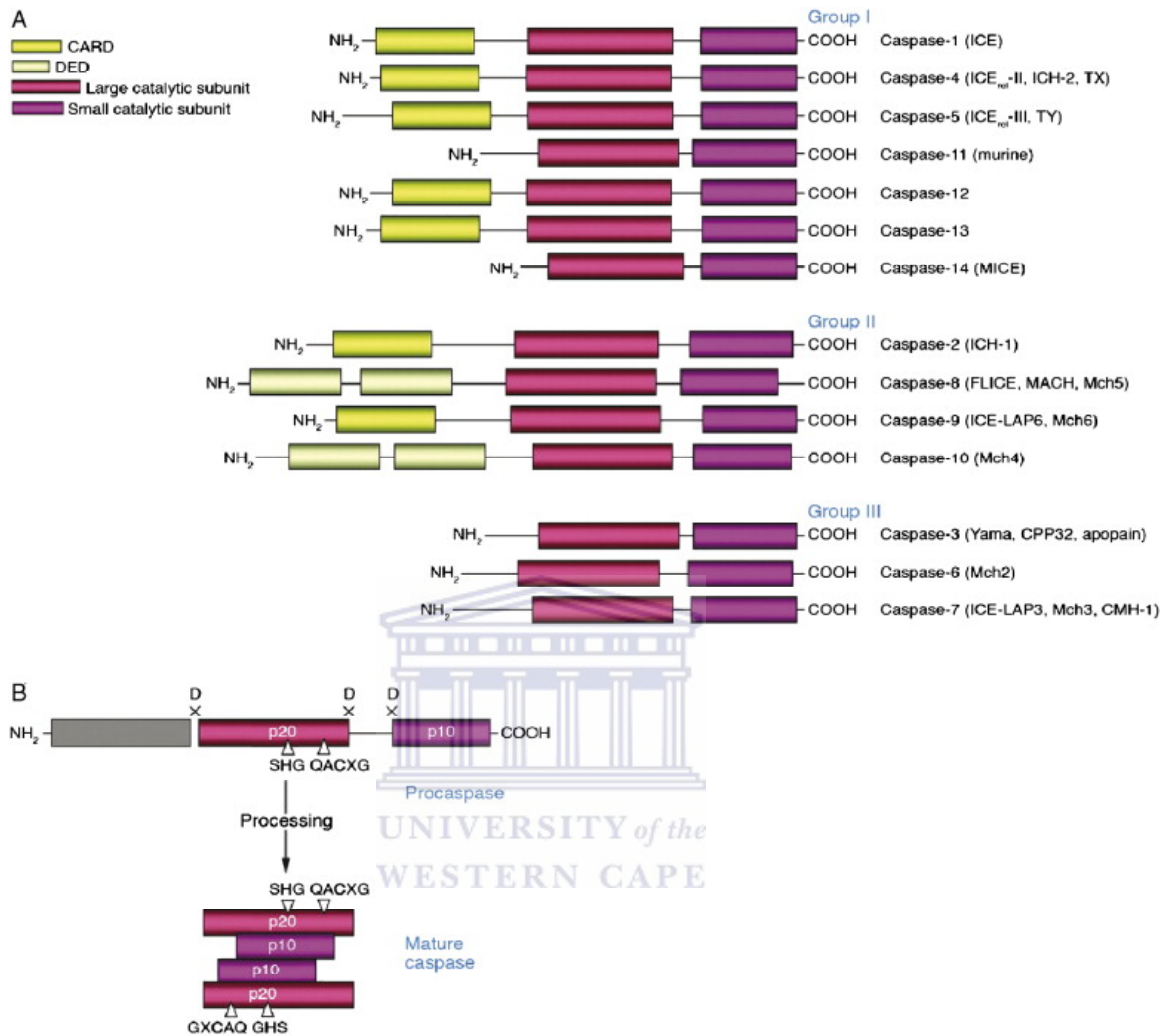 A
CARD
DED
Large catalytic subunit
Small catalytic subunit
Group I
NH2 COOH Caspase-1 (ICE)
NH2 COOH Caspase-4 (ICErel-II, ICH-2, TX)
NH2 COOH Caspase-5 (ICErel-III, TY)
NH2 COOH Caspase-11 (murine)
NH2 COOH Caspase-12
NH2 COOH Caspase-13
NH2 COOH Caspase-14 (MICE)
Group II
NH2 COOH Caspase-2 (ICH-1)
NH2 COOH Caspase-8 (FLICE, MACH, Mch5)
NH2 COOH Caspase-9 (ICE-LAP6, Mch6)
NH2 COOH Caspase-10 (Mch4)
Group III
NH2 COOH Caspase-3 (Yama, CPP32, apopain)
NH2 COOH Caspase-6 (Mch2)
NH2 COOH Caspase-7 (ICE-LAP3, Mch3, CMH-1)
B
D D D
× × ×
NH2 p20 p10 COOH
SHG QACXG
Procaspase
Processing
UNIVERSITY of the
WESTERN CAPE
SHG QACXG
p20
p10
p10
p20
Mature
caspase
GXCAQ GHS